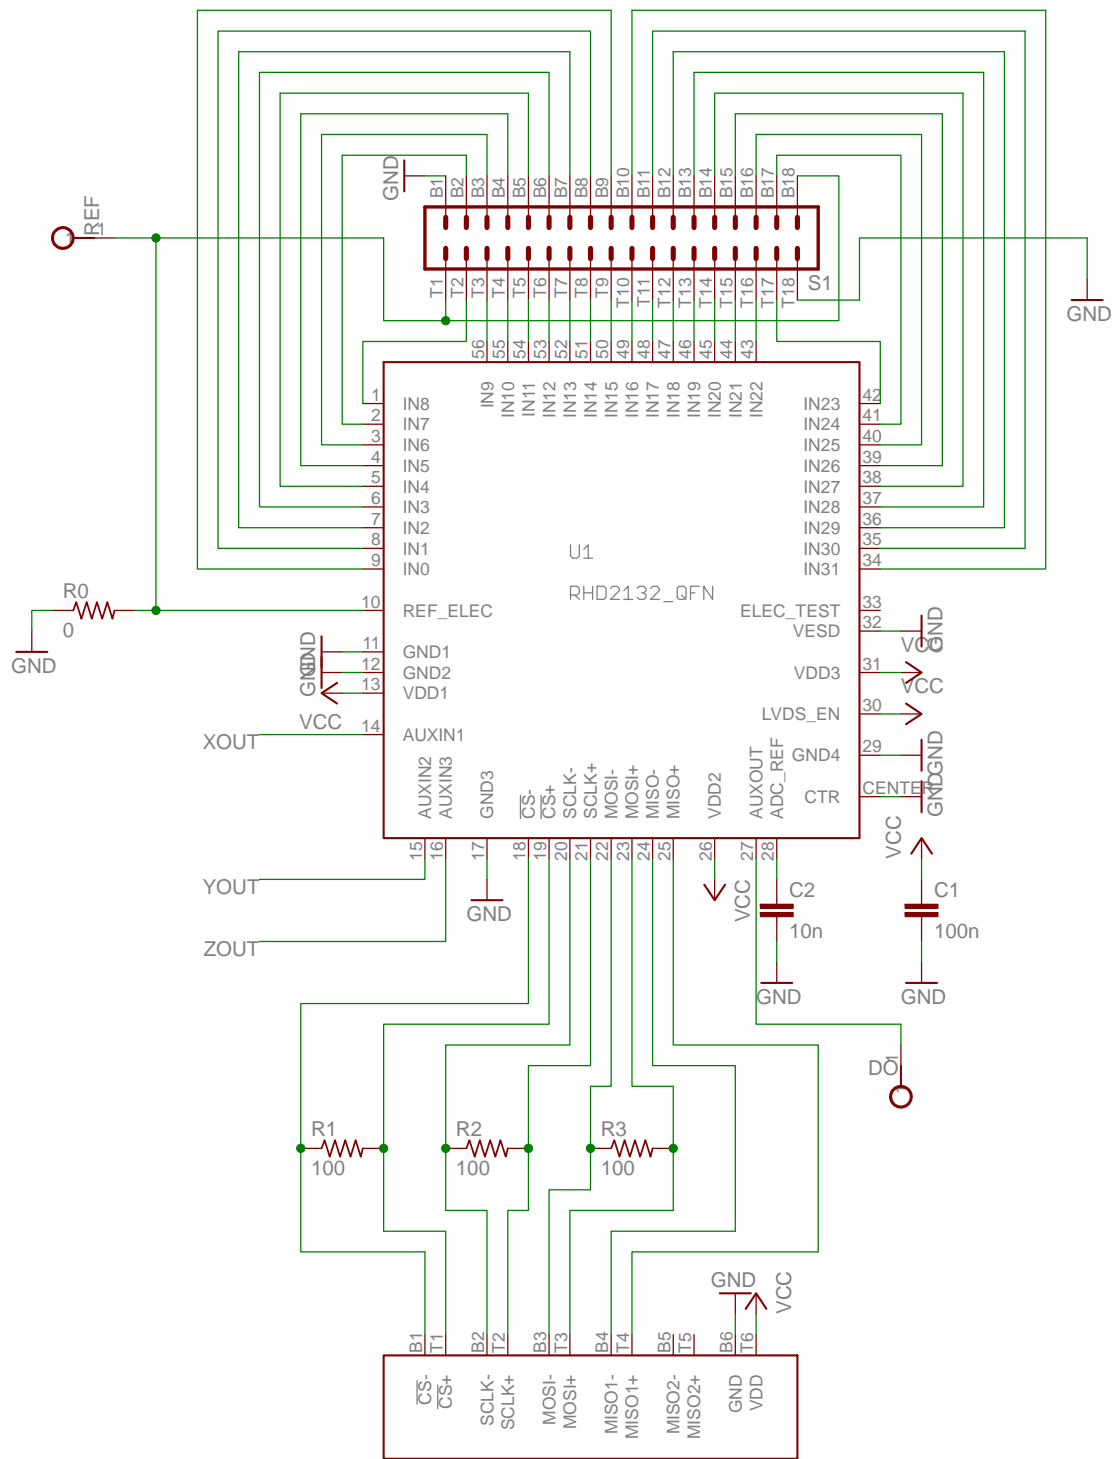 GND B1 B2 B3 B4 B5 B6 B7 B8 B9 B10 B11 B12 B13 B14 B15 B16 B17 B18
REF
1
T1 T2 T3 T4 T5 T6 T7 T8 T9 T10 T11 T12 T13 T14 T15 T16 T17 T18
S1
GND
56 55 54 53 52 51 50 49 48 47 46 45 44 43
IN9 IN10 IN11 IN12 IN13 IN14 IN15 IN16 IN17 IN18 IN19 IN20 IN21 IN22
1 IN8 IN23 42
2 IN7 IN24 41
3 IN6 IN25 40
4 IN5 IN26 39
5 IN4 IN27 38
6 IN3 IN28 37
7 IN2 IN29 36
8 IN1 IN30 35
9 IN0 IN31 34
U1
RHD2132_QFN
R0
0
GND
10 REF_ELEC ELEC_TEST 33
VESD 32 GND
GND 11 GND1
VCC
GND 12 GND2 VDD3 31
VCC
13 VDD1
VCC
LVDS_EN 30
XOUT 14 AUXIN1
GND4 29 GND
CTR CENTER GND
AUXIN2 AUXIN3 GND3 CS- CS+ SCLK- SCLK+ MOSI- MOSI+ MISO- MISO+ VDD2 AUXOUT ADC_REF
15 16 17 18 19 20 21 22 23 24 25 26 27 28
VCC
YOUT
GND
VCC
C2
10n
GND
C1
100n
GND
ZOUT
DO
1
R1
100
R2
100
R3
100
GND
VCC
B1 T1 B2 T2 B3 T3 B4 T4 B5 T5 B6 T6
CS- CS+ SCLK- SCLK+ MOSI- MOSI+ MISO1- MISO1+ MISO2- MISO2+ GND VDD